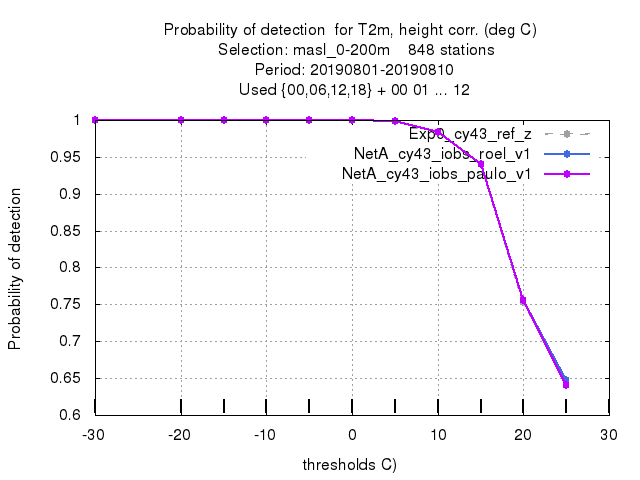 Probability of detection  for T2m, height corr. (deg C)
Selection: masl_0-200m    848 stations
Period: 20190801-20190810
Used {00,06,12,18} + 00 01 ... 12
Exp0_cy43_ref_z
NetA_cy43_iobs_roel_v1
NetA_cy43_iobs_paulo_v1
1
0.95
0.9
0.85
0.8
0.75
0.7
0.65
0.6
Probability of detection
-30 -20 -10 0 10 20 30
thresholds C)